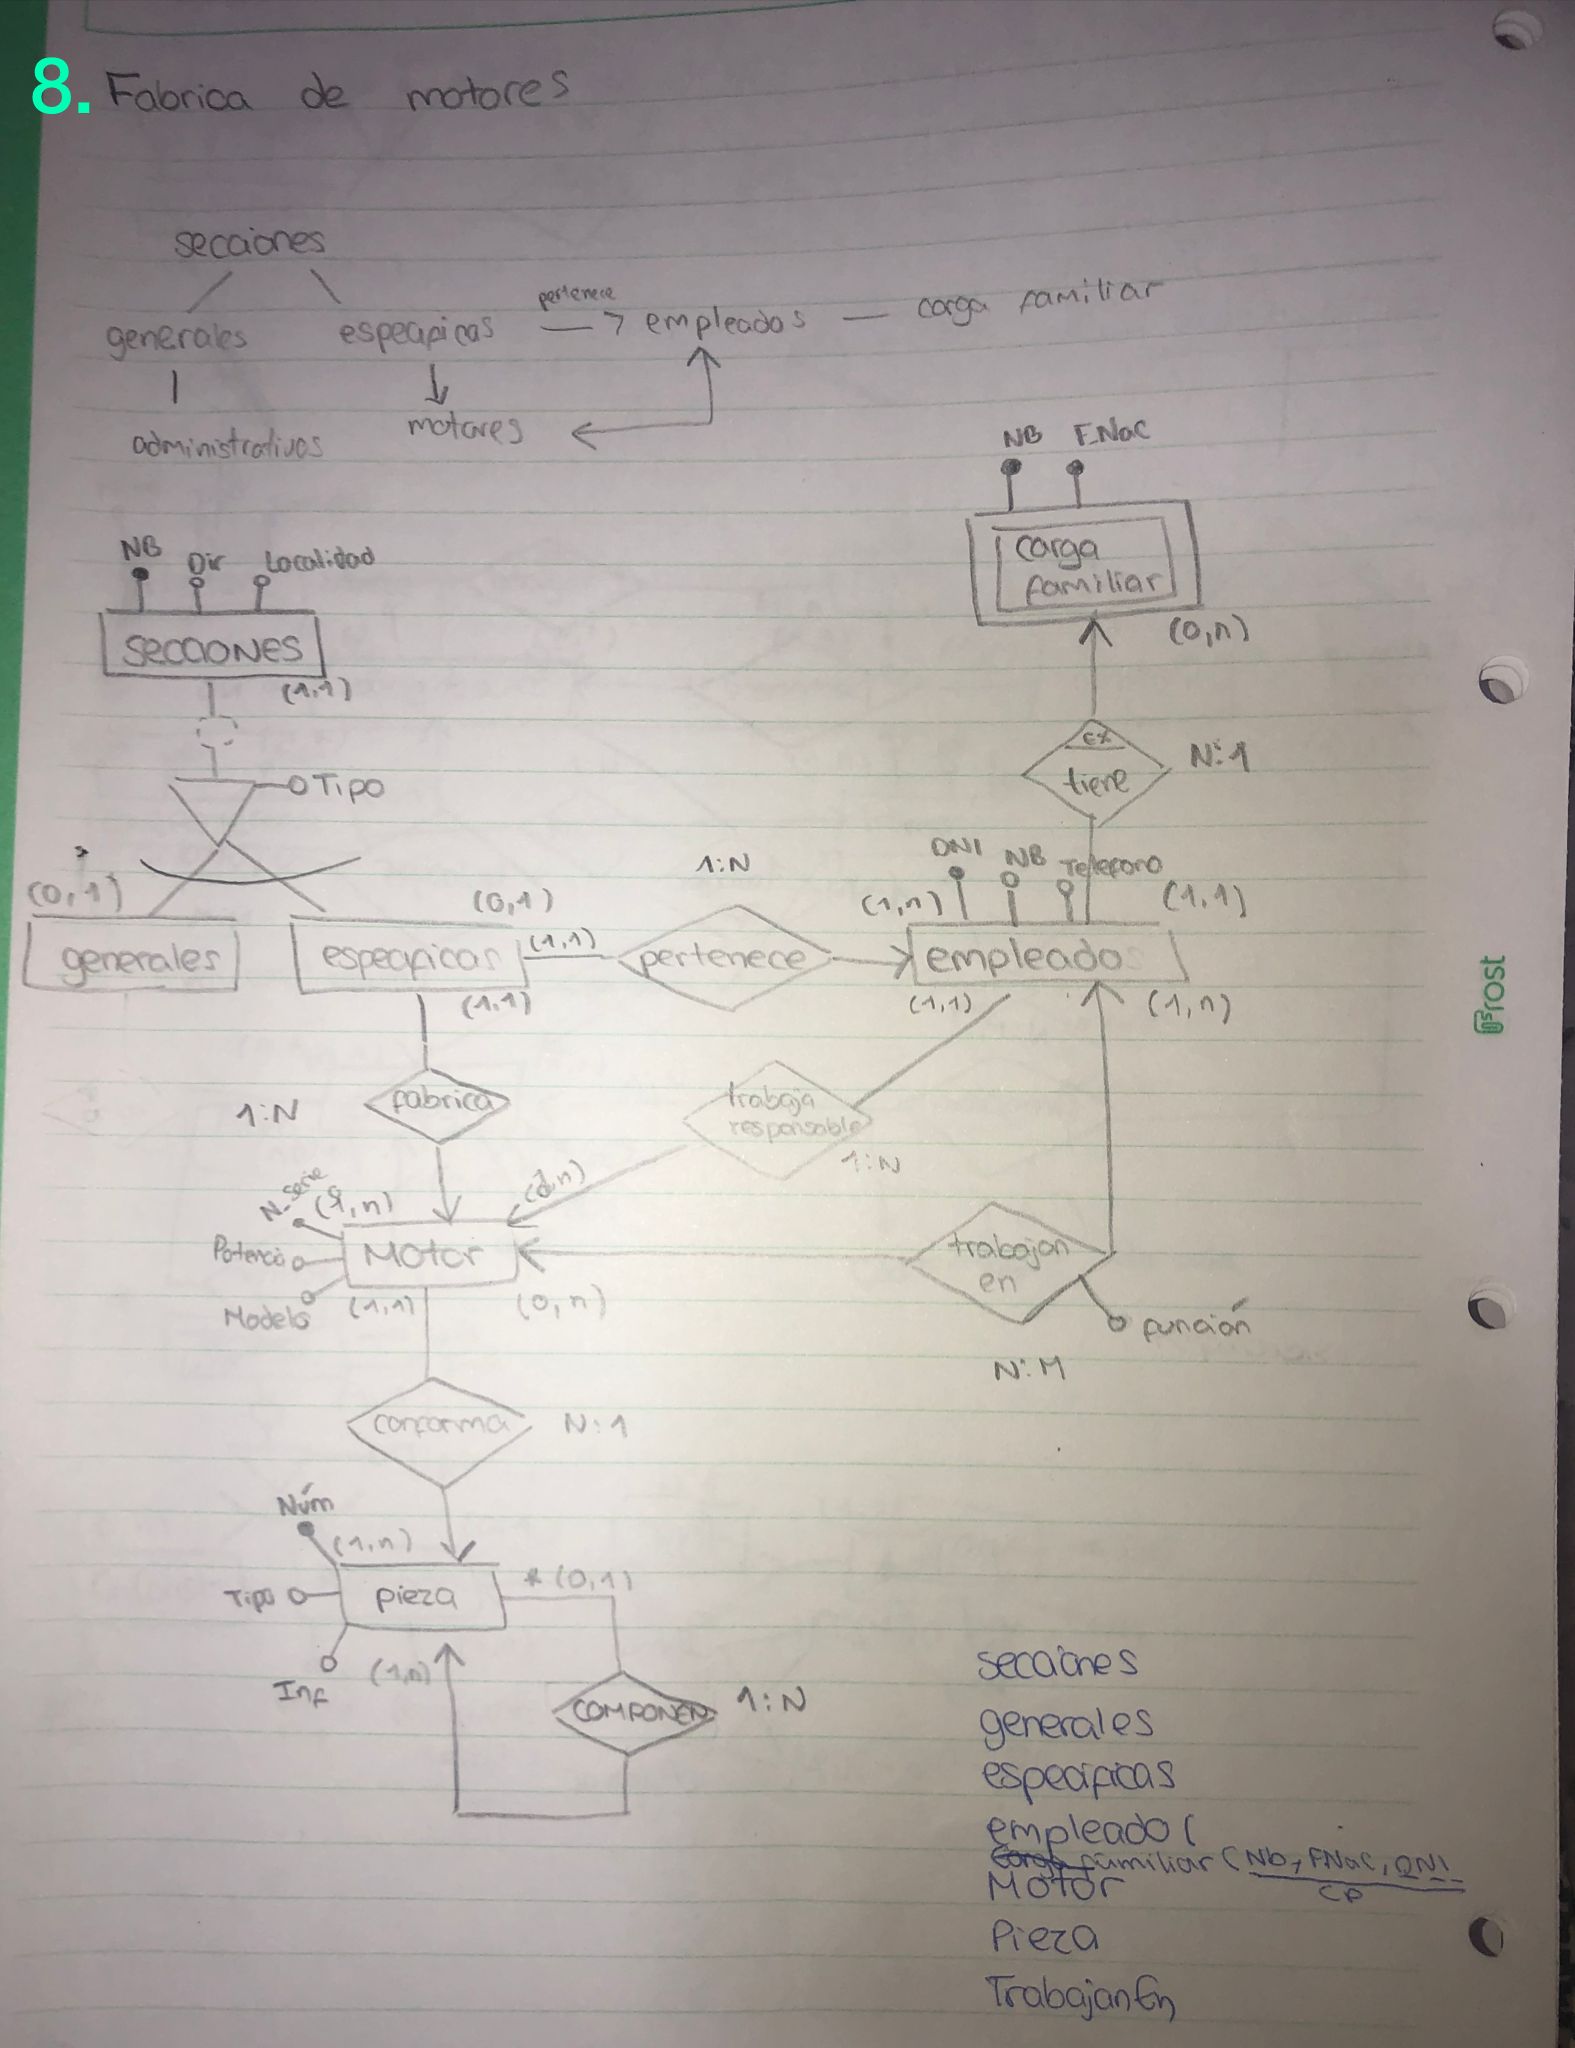 8. Fabrica de motores
secciones
generales especificas pertenece empleados carga familiar
administrativos motores
NB F_Nac
carga
familiar
(0,n)
NB Dir Localidad
SECCIONES
(1,1)
Ex
tiene
N:1
Tipo
DNI NB Telefono
1:N
(0,1) (0,1) (1,n) (1,1)
generales especificas (1,1) pertenece empleados
(1,1) (1,1) (1,n)
fabrica
1:N
trabaja
responsable
1:N
N_Serie
Potencia
Modelo
Motor
(1,1) (0,n)
trabajan
en
función
N:M
conforma N:1
Núm
(1,n)
Tipo pieza * (0,1)
Inf (1,n)
COMPONEN 1:N
secciones
generales
especificas
empleado (
familiar (Nb, FNac, DNI
CP
Motor
Pieza
TrabajanEn
Frost